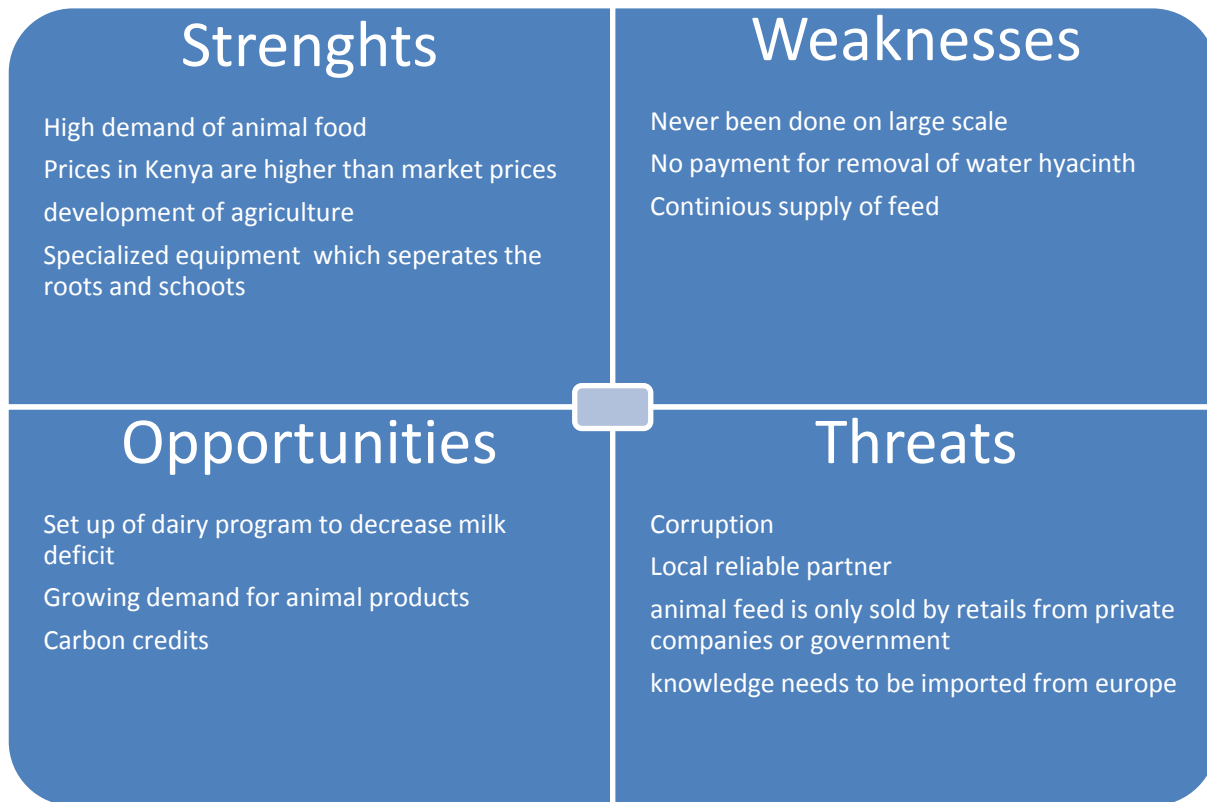 Strenghts
High demand of animal food
Prices in Kenya are higher than market prices
development of agriculture
Specialized equipment  which seperates the
roots and schoots
Weaknesses
Never been done on large scale
No payment for removal of water hyacinth
Continious supply of feed
Opportunities
Set up of dairy program to decrease milk
deficit
Growing demand for animal products
Carbon credits
Threats
Corruption
Local reliable partner
animal feed is only sold by retails from private
companies or government
knowledge needs to be imported from europe